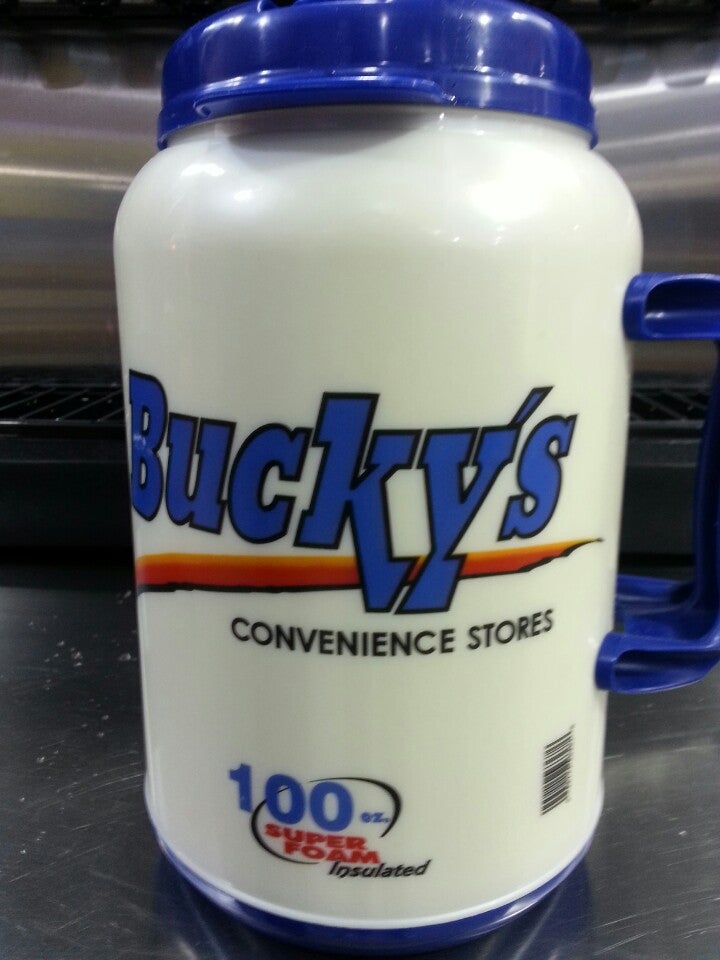 Bucky's
CONVENIENCE STORES
100 oz.
SUPER
FOAM
Insulated